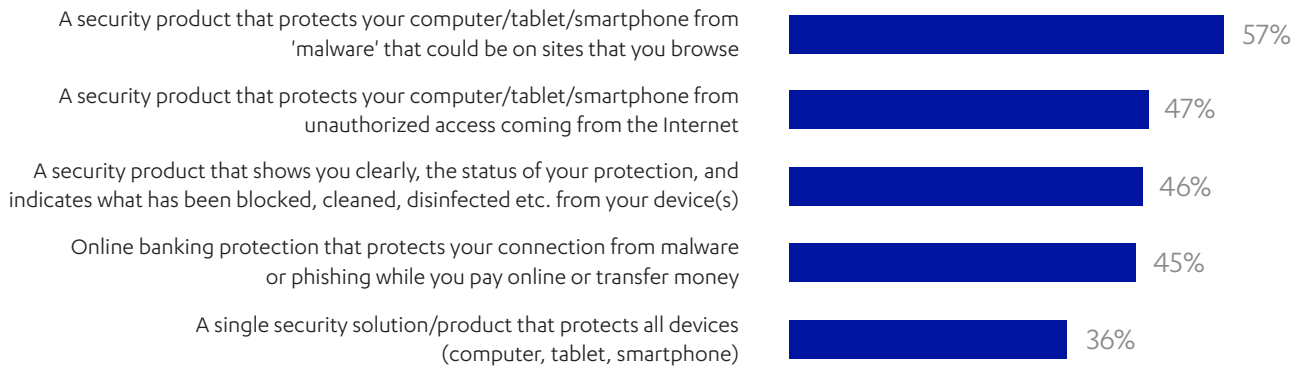 A security product that protects your computer/tablet/smartphone from
'malware' that could be on sites that you browse
57%
A security product that protects your computer/tablet/smartphone from
unauthorized access coming from the Internet
47%
A security product that shows you clearly, the status of your protection, and
indicates what has been blocked, cleaned, disinfected etc. from your device(s)
46%
Online banking protection that protects your connection from malware
or phishing while you pay online or transfer money
45%
A single security solution/product that protects all devices
(computer, tablet, smartphone)
36%